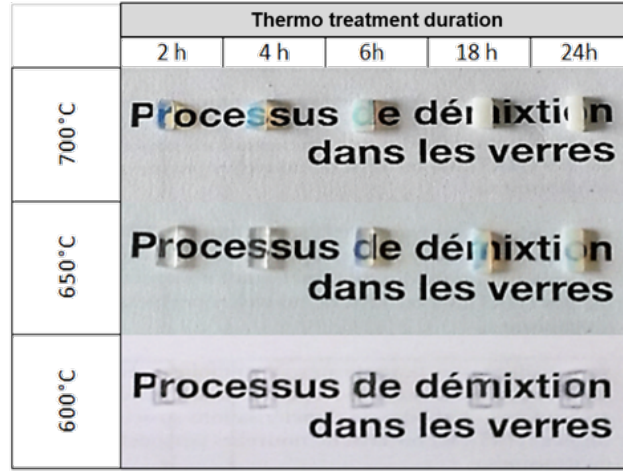 Thermo treatment duration
2 h 4 h 6h 18 h 24h
700°C
Processus de démixtion
dans les verres
650°C
Processus de démixtion
dans les verres
600°C
Processus de démixtion
dans les verres